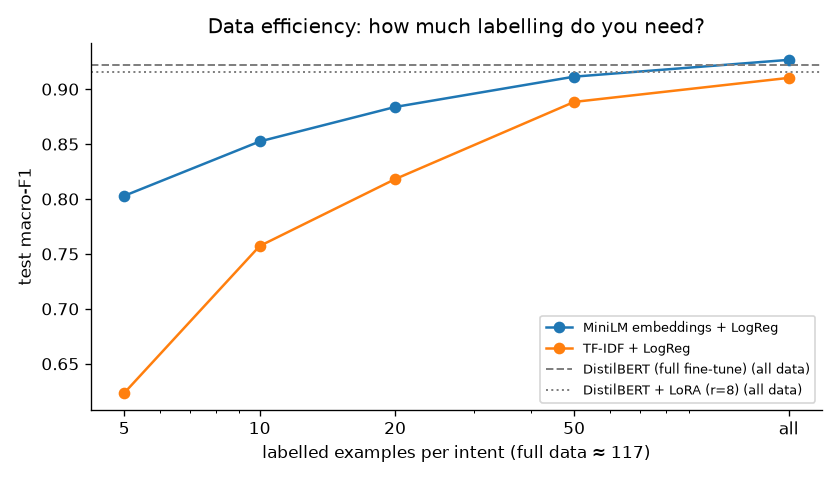 Data efficiency: how much labelling do you need?
test macro-F1
0.90
0.85
0.80
0.75
0.70
0.65
MiniLM embeddings + LogReg
TF-IDF + LogReg
DistilBERT (full fine-tune) (all data)
DistilBERT + LoRA (r=8) (all data)
5 10 20 50 all
labelled examples per intent (full data ≈ 117)